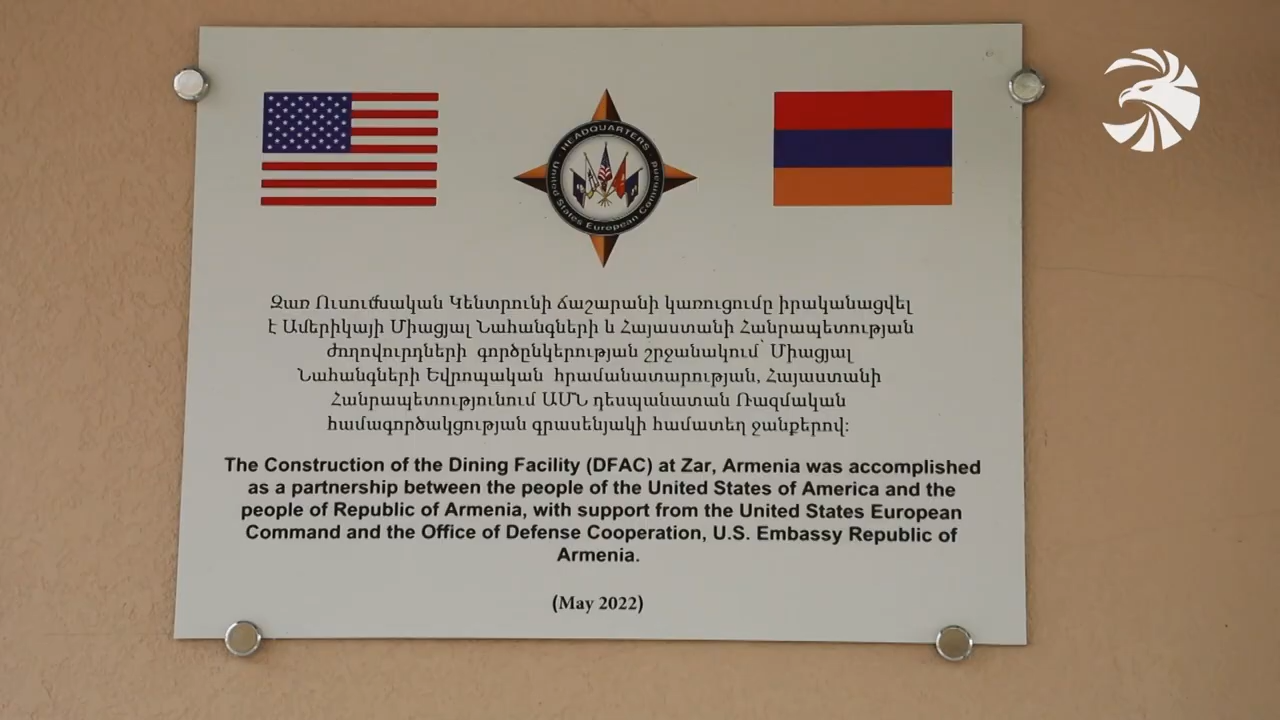 HEADQUARTERS
United States European Command
Զառ Ուսումնական Կենտրոնի ճաշարանի կառուցումը իրականացվել
է Ամերիկայի Միացյալ Նահանգների և Հայաստանի Հանրապետության
ժողովուրդների գործընկերության շրջանակում՝ Միացյալ
Նահանգների Եվրոպական հրամանատարության, Հայաստանի
Հանրապետությունում ԱՄՆ դեսպանատան Ռազմական
համագործակցության գրասենյակի համատեղ ջանքերով։
The Construction of the Dining Facility (DFAC) at Zar, Armenia was accomplished
as a partnership between the people of the United States of America and the
people of Republic of Armenia, with support from the United States European
Command and the Office of Defense Cooperation, U.S. Embassy Republic of
Armenia.
(May 2022)